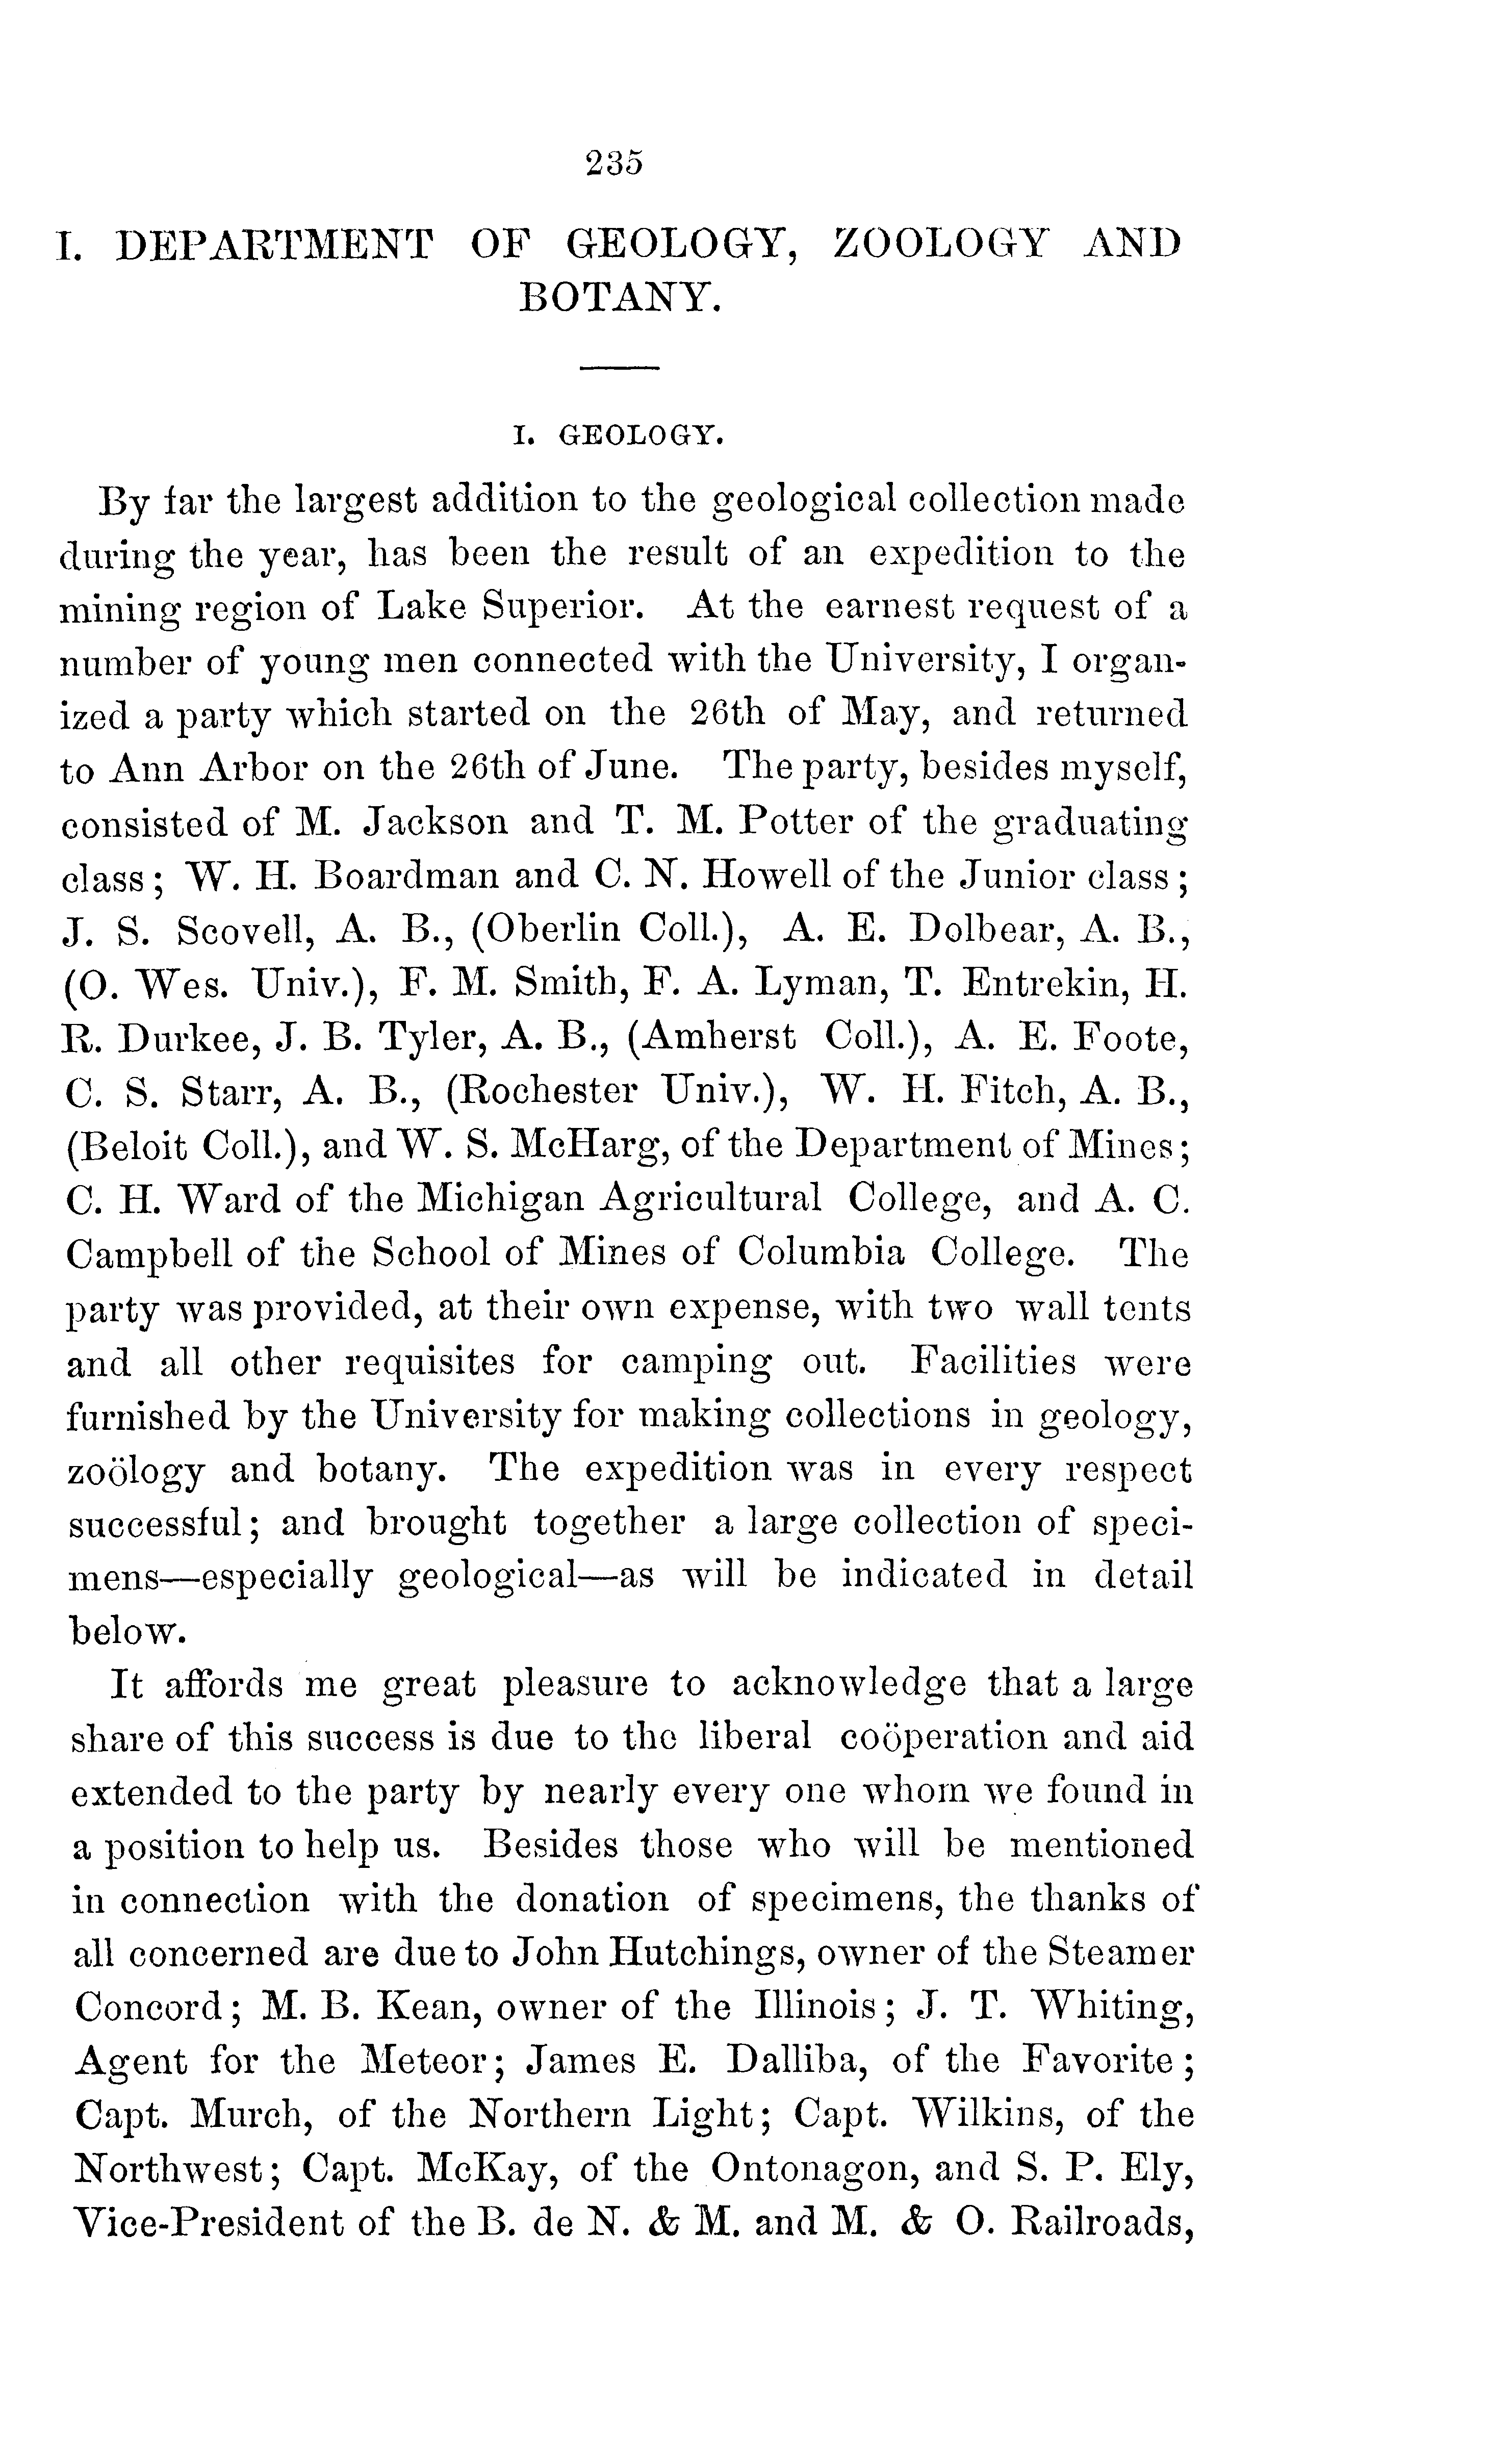 235
I. DEPARTMENT OF GEOLOGY, ZOOLOGY AND
BOTANY.
I. GEOLOGY.
By far the largest addition to the geological collection made
during the year, has been the result of an expedition to the
mining region of Lake Superior. At the earnest request of a
number of young men connected with the University, I organ-
ized a party which started on the 26th of May, and returned
to Ann Arbor on the 26th of June. The party, besides myself,
consisted of M. Jackson and T. M. Potter of the graduating
class; W. H. Boardman and C. N. Howell of the Junior class;
J. S. Scovell, A. B., (Oberlin Coll.), A. E. Dolbear, A. B.,
(O. Wes. Univ.), F. M. Smith, F. A. Lyman, T. Entrekin, H.
R. Durkee, J. B. Tyler, A. B., (Amherst Coll.), A. E. Foote,
C. S. Starr, A. B., (Rochester Univ.), W. H. Fitch, A. B.,
(Beloit Coll.), and W. S. McHarg, of the Department of Mines;
C. H. Ward of the Michigan Agricultural College, and A. C.
Campbell of the School of Mines of Columbia College. The
party was provided, at their own expense, with two wall tents
and all other requisites for camping out. Facilities were
furnished by the University for making collections in geology,
zoölogy and botany. The expedition was in every respect
successful; and brought together a large collection of speci-
mens—especially geological—as will be indicated in detail
below.
It affords me great pleasure to acknowledge that a large
share of this success is due to the liberal coöperation and aid
extended to the party by nearly every one whom we found in
a position to help us. Besides those who will be mentioned
in connection with the donation of specimens, the thanks of
all concerned are due to John Hutchings, owner of the Steamer
Concord; M. B. Kean, owner of the Illinois; J. T. Whiting,
Agent for the Meteor; James E. Dalliba, of the Favorite;
Capt. Murch, of the Northern Light; Capt. Wilkins, of the
Northwest; Capt. McKay, of the Ontonagon, and S. P. Ely,
Vice-President of the B. de N. & M. and M. & O. Railroads,